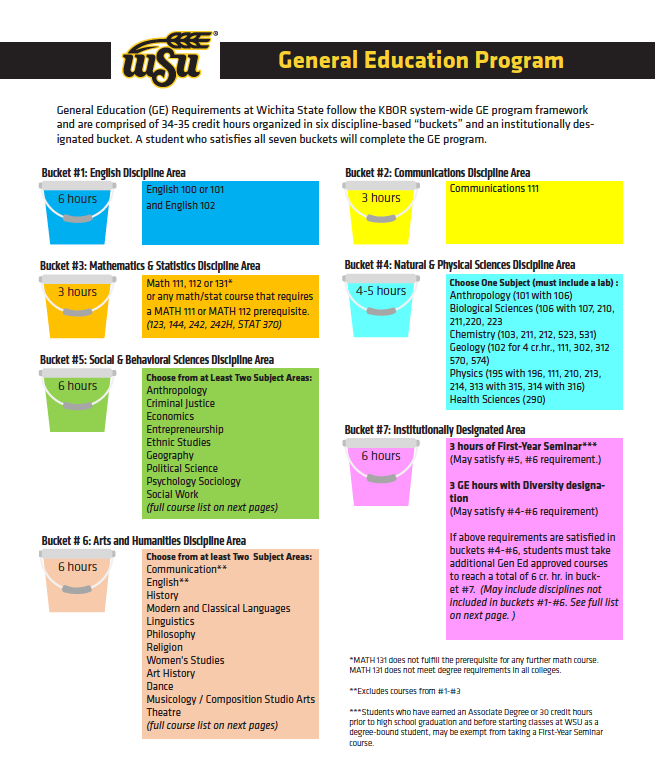 wsu
®
General Education Program
General Education (GE) Requirements at Wichita State follow the KBOR system-wide GE program framework
and are comprised of 34-35 credit hours organized in six discipline-based “buckets” and an institutionally des-
ignated bucket. A student who satisfies all seven buckets will complete the GE program.
Bucket #1: English Discipline Area
6 hours
English 100 or 101
and English 102
Bucket #2: Communications Discipline Area
3 hours
Communications 111
Bucket #3: Mathematics & Statistics Discipline Area
3 hours
Math 111, 112 or 131*
or any math/stat course that requires
a MATH 111 or MATH 112 prerequisite.
(123, 144, 242, 242H, STAT 370)
Bucket #4: Natural & Physical Sciences Discipline Area
4-5 hours
Choose One Subject (must include a lab) :
Anthropology (101 with 106)
Biological Sciences (106 with 107, 210,
211,220, 223
Chemistry (103, 211, 212, 523, 531)
Geology (102 for 4 cr.hr., 111, 302, 312
570, 574)
Physics (195 with 196, 111, 210, 213,
214, 313 with 315, 314 with 316)
Health Sciences (290)
Bucket #5: Social & Behavioral Sciences Discipline Area
6 hours
Choose from at Least Two Subject Areas:
Anthropology
Criminal Justice
Economics
Entrepreneurship
Ethnic Studies
Geography
Political Science
Psychology Sociology
Social Work
(full course list on next pages)
Bucket # 6: Arts and Humanities Discipline Area
6 hours
Choose from at least Two Subject Areas:
Communication**
English**
History
Modern and Classical Languages
Linguistics
Philosophy
Religion
Women's Studies
Art History
Dance
Musicology / Composition Studio Arts
Theatre
(full course list on next pages)
Bucket #7: Institutionally Designated Area
6 hours
3 hours of First-Year Seminar***
(May satisfy #5, #6 requirement.)
3 GE hours with Diversity designa-
tion
(May satisfy #4-#6 requirement)
If above requirements are satisfied in
buckets #4-#6, students must take
additional Gen Ed approved courses
to reach a total of 6 cr. hr. in buck-
et #7. (May include disciplines not
included in buckets #1-#6. See full list
on next page. )
*MATH 131 does not fulfill the prerequisite for any further math course.
MATH 131 does not meet degree requirements in all colleges.
**Excludes courses from #1-#3
***Students who have earned an Associate Degree or 30 credit hours
prior to high school graduation and before starting classes at WSU as a
degree-bound student, may be exempt from taking a First-Year Seminar
course.